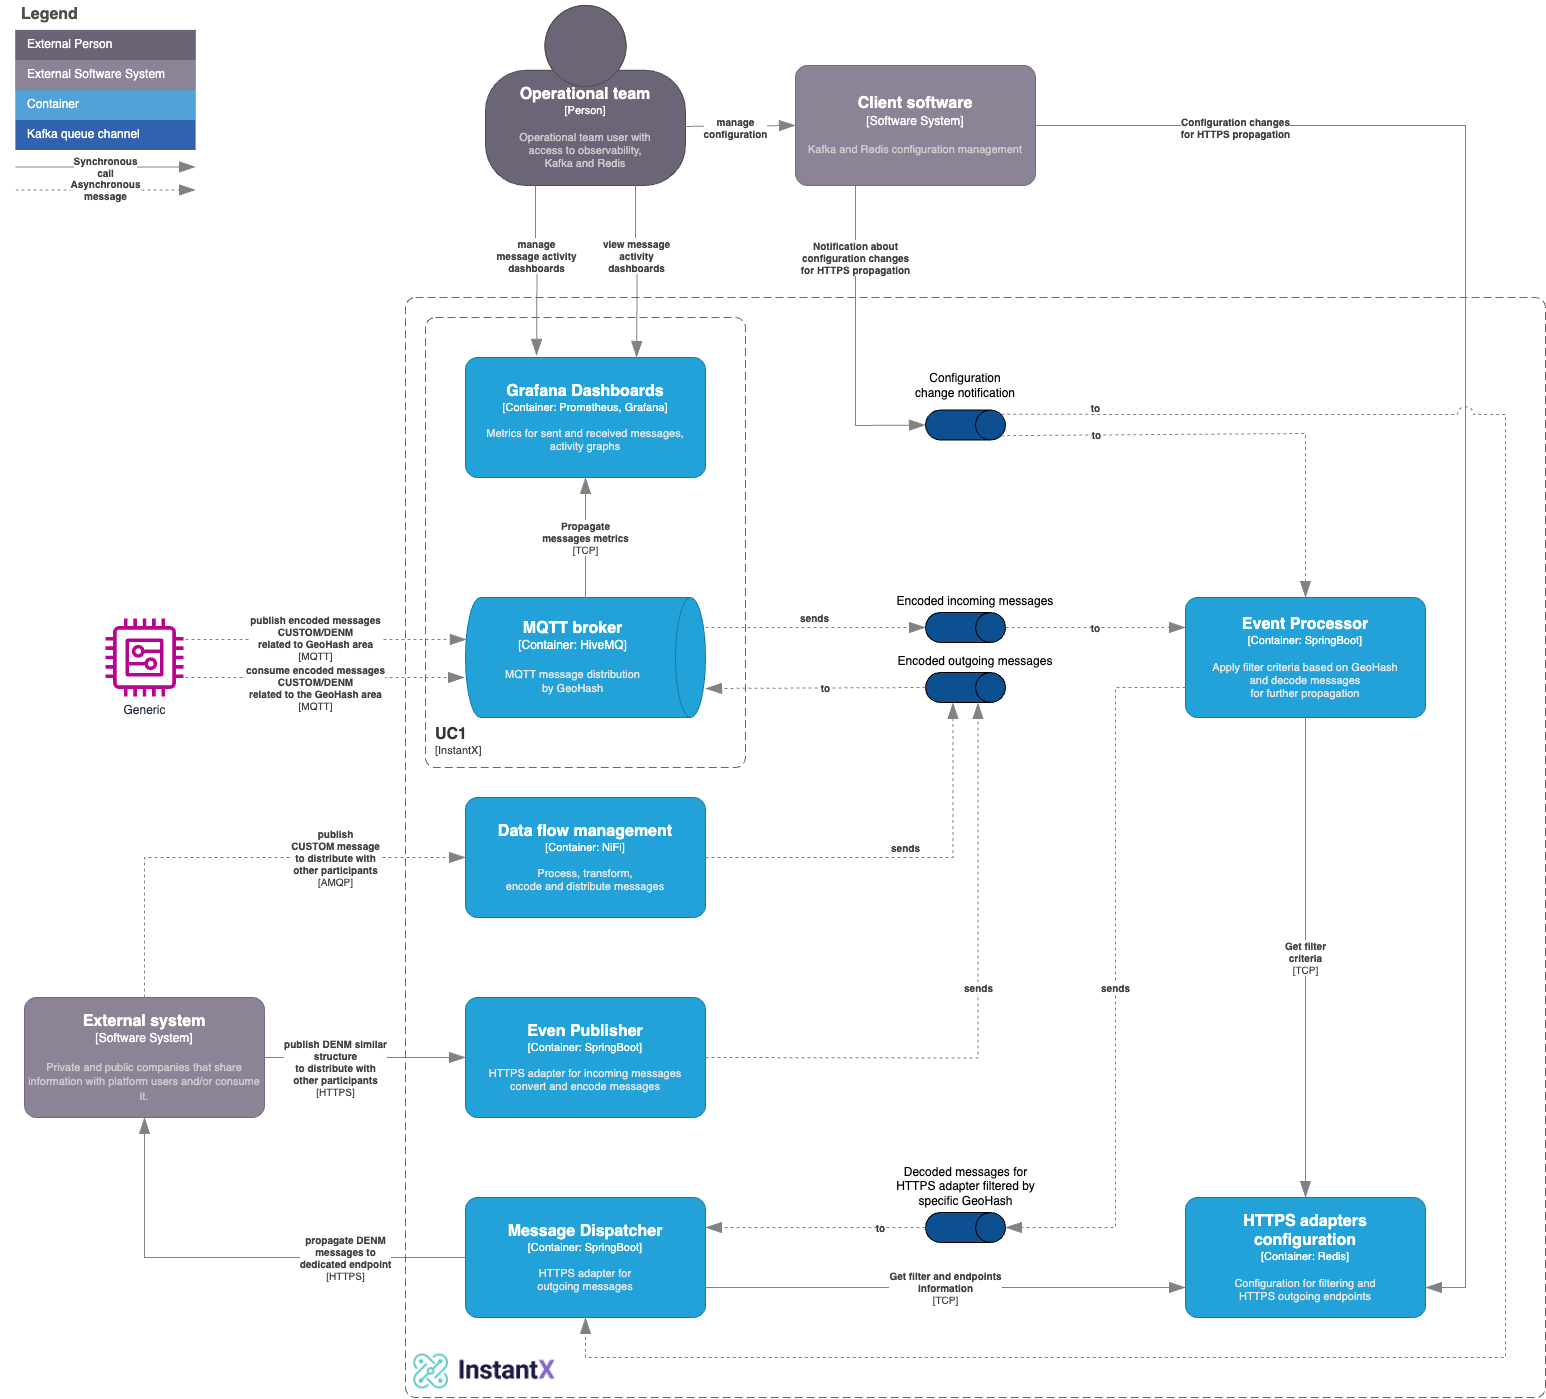 Legend
External Person
External Software System
Container
Kafka queue channel
Synchronous
call
Asynchronous
message
Operational team
[Person]
Operational team user with
access to observability,
Kafka and Redis
manage
configuration
Client software
[Software System]
Kafka and Redis configuration management
Configuration changes
for HTTPS propagation
manage
message activity
dashboards
view message
activity
dashboards
Notification about
configuration changes
for HTTPS propagation
Grafana Dashboards
[Container: Prometheus, Grafana]
Metrics for sent and received messages,
activity graphs
Configuration
change notification
to
to
Propagate
messages metrics
[TCP]
Generic
publish encoded messages
CUSTOM/DENM
related to GeoHash area
[MQTT]
consume encoded messages
CUSTOM/DENM
related to the GeoHash area
[MQTT]
MQTT broker
[Container: HiveMQ]
MQTT message distribution
by GeoHash
UC1
[InstantX]
sends
Encoded incoming messages
to
Encoded outgoing messages
to
Event Processor
[Container: SpringBoot]
Apply filter criteria based on GeoHash
and decode messages
for further propagation
publish
CUSTOM message
to distribute with
other participants
[AMQP]
Data flow management
[Container: NiFi]
Process, transform,
encode and distribute messages
sends
Get filter
criteria
[TCP]
sends
sends
External system
[Software System]
Private and public companies that share
information with platform users and/or consume
it.
publish DENM similar
structure
to distribute with
other participants
[HTTPS]
Even Publisher
[Container: SpringBoot]
HTTPS adapter for incoming messages
convert and encode messages
Decoded messages for
HTTPS adapter filtered by
specific GeoHash
to
propagate DENM
messages to
dedicated endpoint
[HTTPS]
Message Dispatcher
[Container: SpringBoot]
HTTPS adapter for
outgoing messages
Get filter and endpoints
information
[TCP]
HTTPS adapters
configuration
[Container: Redis]
Configuration for filtering and
HTTPS outgoing endpoints
InstantX